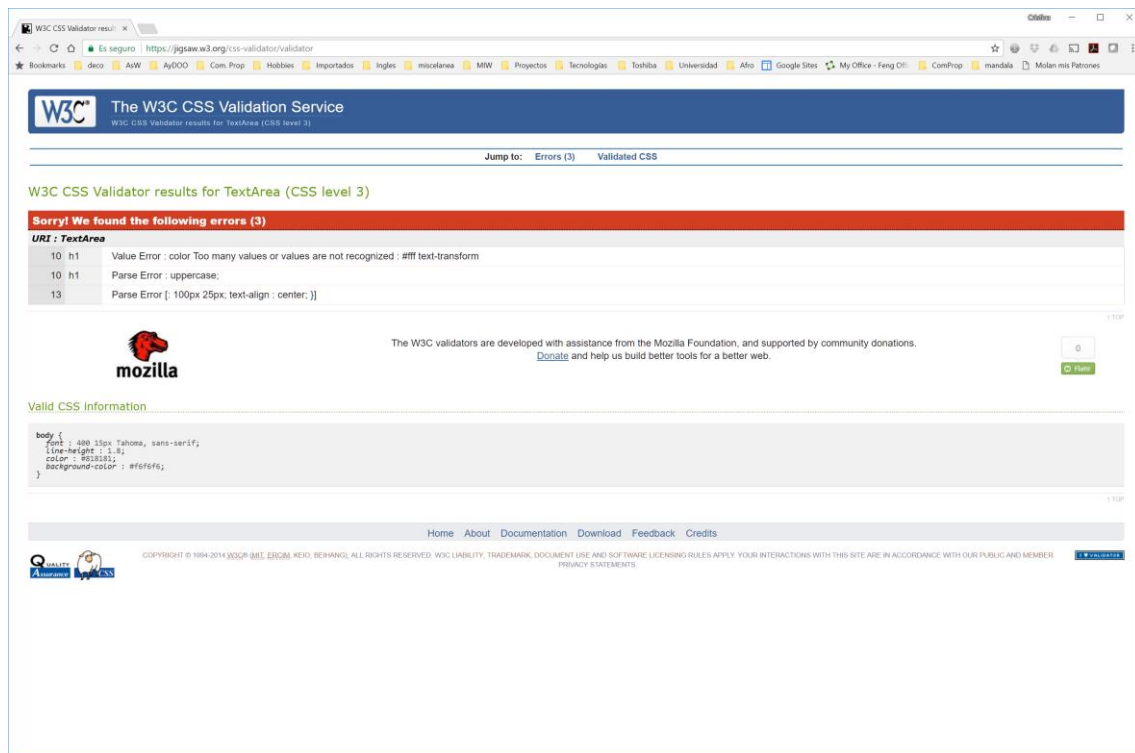 Cristina
W3C CSS Validator resul
Es seguro https://jigsaw.w3.org/css-validator/validator
Bookmarks deco AsW AyDOO Com. Prop Hobbies Importados Ingles miscelanea MIW Proyectos Tecnologías Toshiba Universidad Afro Google Sites My Office - Feng Offi ComProp mandala Molan mis Patrones
W3C®
The W3C CSS Validation Service
W3C CSS Validator results for TextArea (CSS level 3)
Jump to: Errors (3) Validated CSS
W3C CSS Validator results for TextArea (CSS level 3)
Sorry! We found the following errors (3)
URI : TextArea
10 h1 Value Error : color Too many values or values are not recognized : #fff text-transform
10 h1 Parse Error : uppercase;
13 Parse Error [: 100px 25px; text-align : center; }]
↑ TOP
mozilla
The W3C validators are developed with assistance from the Mozilla Foundation, and supported by community donations.
Donate and help us build better tools for a better web.
0
Flattr
Valid CSS information
body {
font : 400 15px Tahoma, sans-serif;
line-height : 1.8;
color : #818181;
background-color : #f6f6f6;
}
↑ TOP
Home About Documentation Download Feedback Credits
QUALITY
Assurance CSS
COPYRIGHT © 1994-2014 W3C® (MIT, ERCIM, KEIO, BEIHANG), ALL RIGHTS RESERVED. W3C LIABILITY, TRADEMARK, DOCUMENT USE AND SOFTWARE LICENSING RULES APPLY. YOUR INTERACTIONS WITH THIS SITE ARE IN ACCORDANCE WITH OUR PUBLIC AND MEMBER
PRIVACY STATEMENTS.
I ♥ VALIDATOR